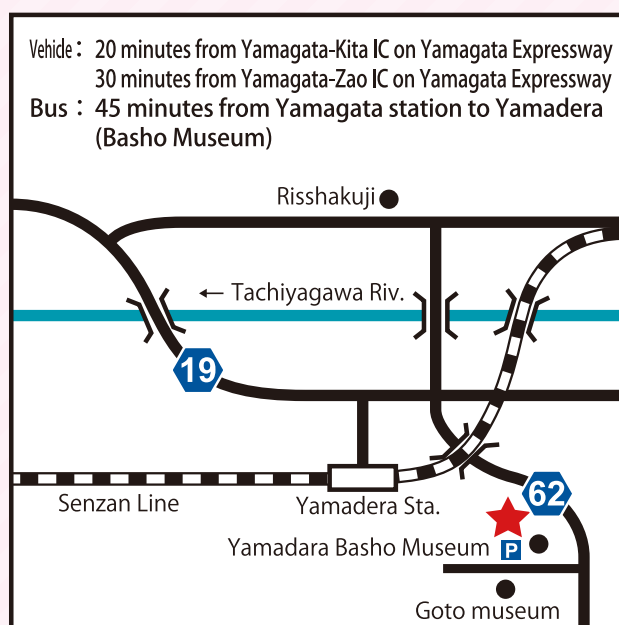 Vehicle : 20 minutes from Yamagata-Kita IC on Yamagata Expressway
30 minutes from Yamagata-Zao IC on Yamagata Expressway
Bus : 45 minutes from Yamagata station to Yamadera
(Basho Museum)
Risshakuji
← Tachiyagawa Riv.
19
Senzan Line
Yamadera Sta.
62
Yamadara Basho Museum
P
Goto museum